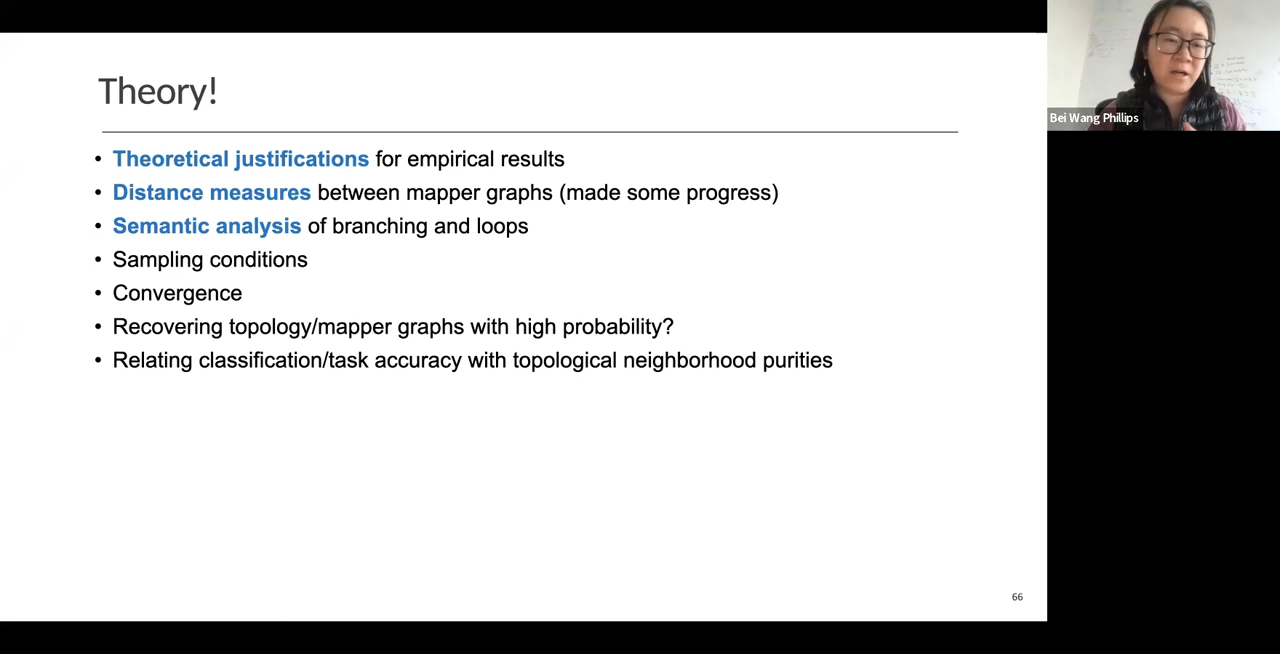 Theory!
• Theoretical justifications for empirical results
• Distance measures between mapper graphs (made some progress)
• Semantic analysis of branching and loops
• Sampling conditions
• Convergence
• Recovering topology/mapper graphs with high probability?
• Relating classification/task accuracy with topological neighborhood purities
66
Bei Wang Phillips